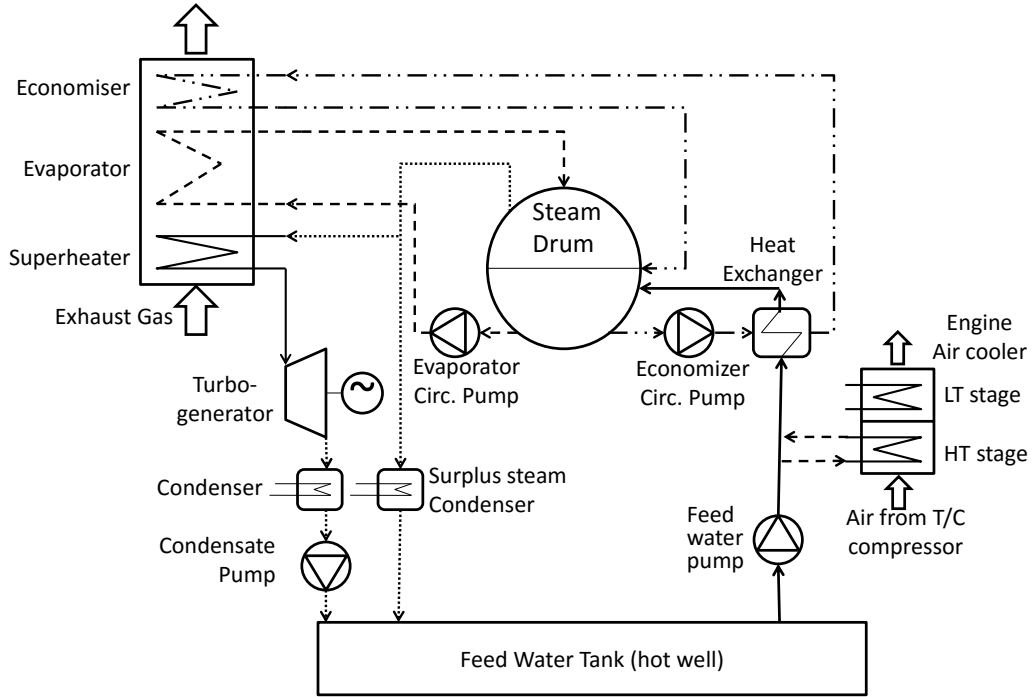 Economiser
Evaporator
Superheater
Exhaust Gas
Steam
Drum
Heat
Exchanger
Engine
Air cooler
LT stage
HT stage
Air from T/C
compressor
Evaporator
Circ. Pump
Economizer
Circ. Pump
Turbo-
generator
~
Condenser
Surplus steam
Condenser
Condensate
Pump
Feed
water
pump
Feed Water Tank (hot well)